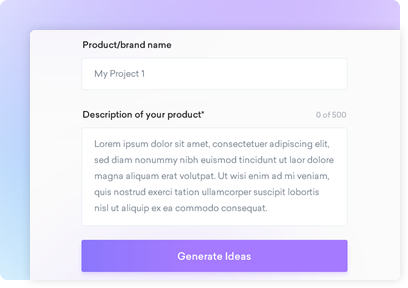 Product/brand name
My Project 1
Description of your product* 0 of 500
Lorem ipsum dolor sit amet, consectetuer adipiscing elit,
sed diam nonummy nibh euismod tincidunt ut laor dolore
magna aliquam erat volutpat. Ut wisi enim ad mi veniam,
quis nostrud exerci tation ullamcorper suscipit lobortis
nisl ut aliquip ex ea commodo consequat.
Generate Ideas